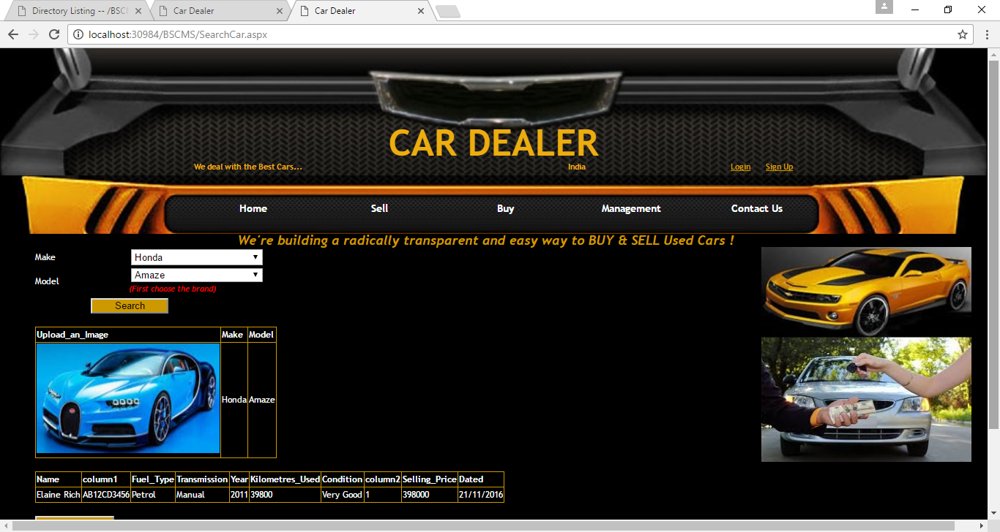 Directory Listing -- /BSCM
Car Dealer
Car Dealer
localhost:30984/BSCMS/SearchCar.aspx
CAR DEALER
We deal with the Best Cars...
India
Login
Sign Up
Home
Sell
Buy
Management
Contact Us
We're building a radically transparent and easy way to BUY & SELL Used Cars !
Make
Honda
Model
Amaze
(First choose the brand)
Search
Upload_an_Image Make Model
Honda Amaze
Name column1 Fuel_Type Transmission Year Kilometres_Used Condition column2 Selling_Price Dated
Elaine Rich AB12CD3456 Petrol Manual 2011 39800 Very Good 1 398000 21/11/2016